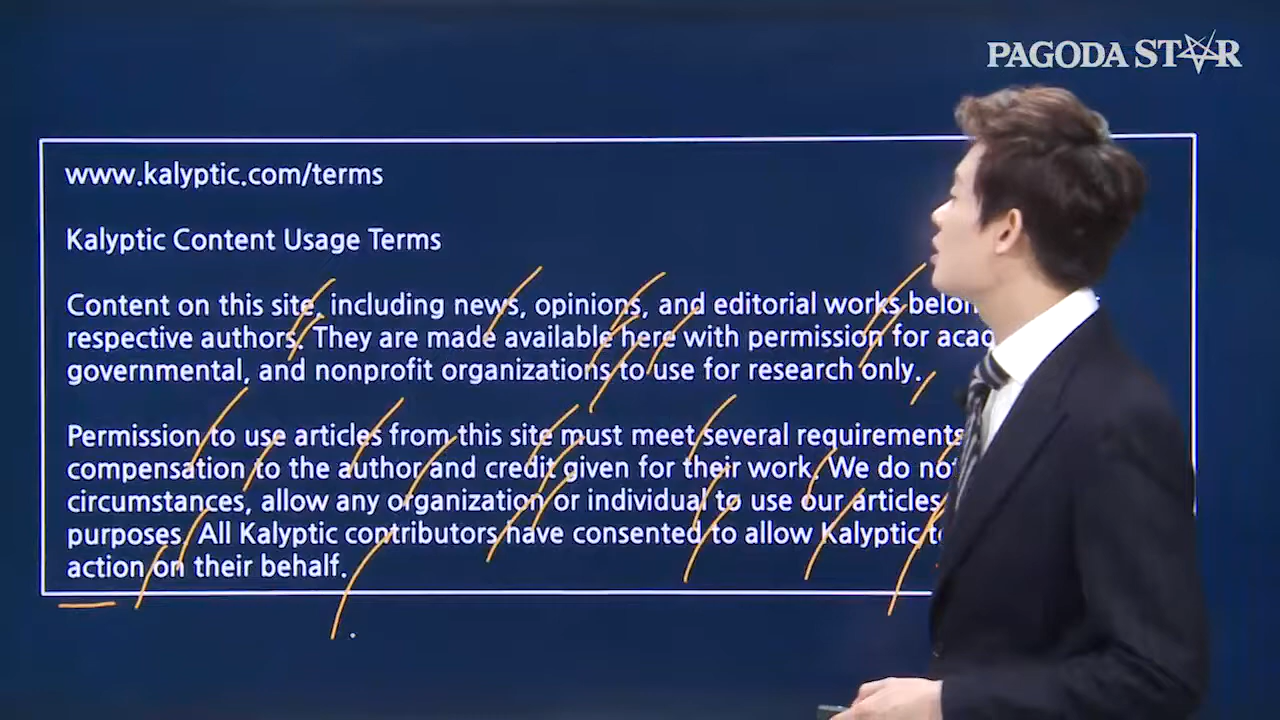 PAGODA STAR
www.kalyptic.com/terms
Kalyptic Content Usage Terms
Content on this site, including news, opinions, and editorial works
respective authors. They are made available here with permission for
governmental, and nonprofit organizations to use for research only.
Permission to use articles from this site must meet several requirements
compensation to the author and credit given for their work. We do
circumstances, allow any organization or individual to use our articles
purposes. All Kalyptic contributors have consented to allow Kalyptic
action on their behalf.